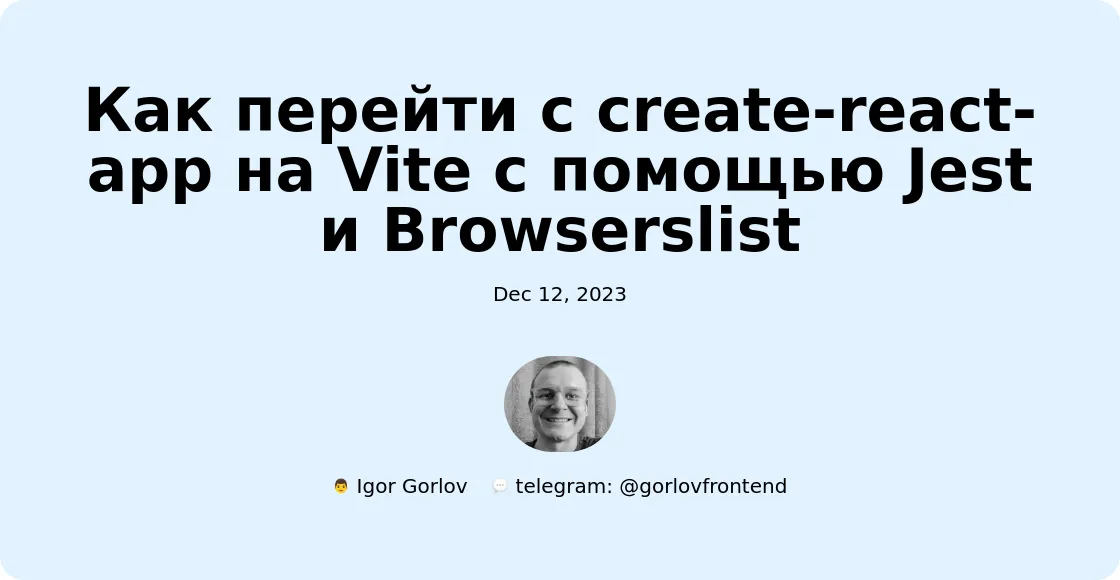 Как перейти с create-react-
app на Vite с помощью Jest
и Browserslist
Dec 12, 2023
Igor Gorlov telegram: @gorlovfrontend